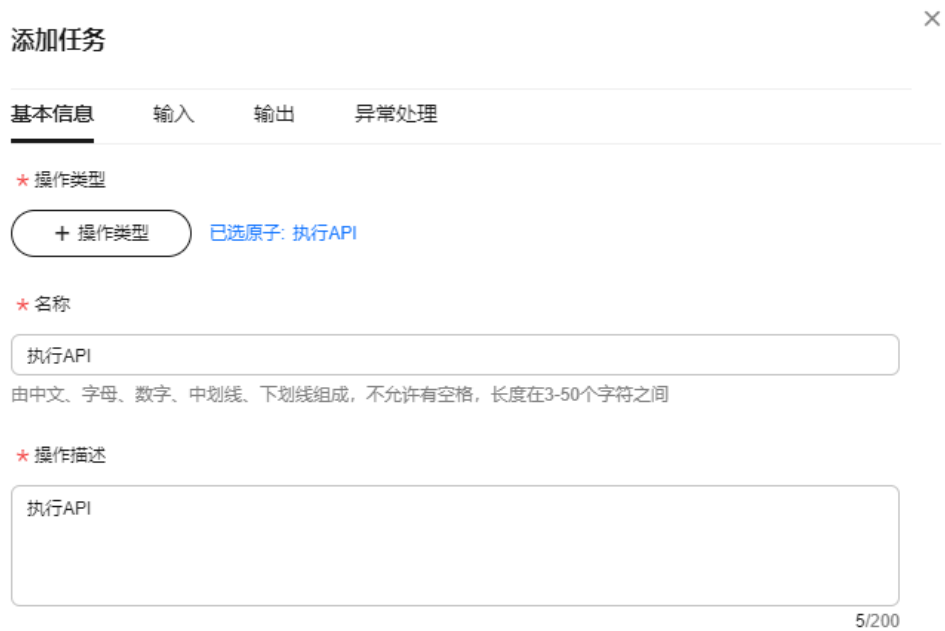 添加任务
基本信息 输入 输出 异常处理
* 操作类型
+ 操作类型 已选原子: 执行API
* 名称
执行API
由中文、字母、数字、中划线、下划线组成，不允许有空格，长度在3-50个字符之间
* 操作描述
执行API
5/200